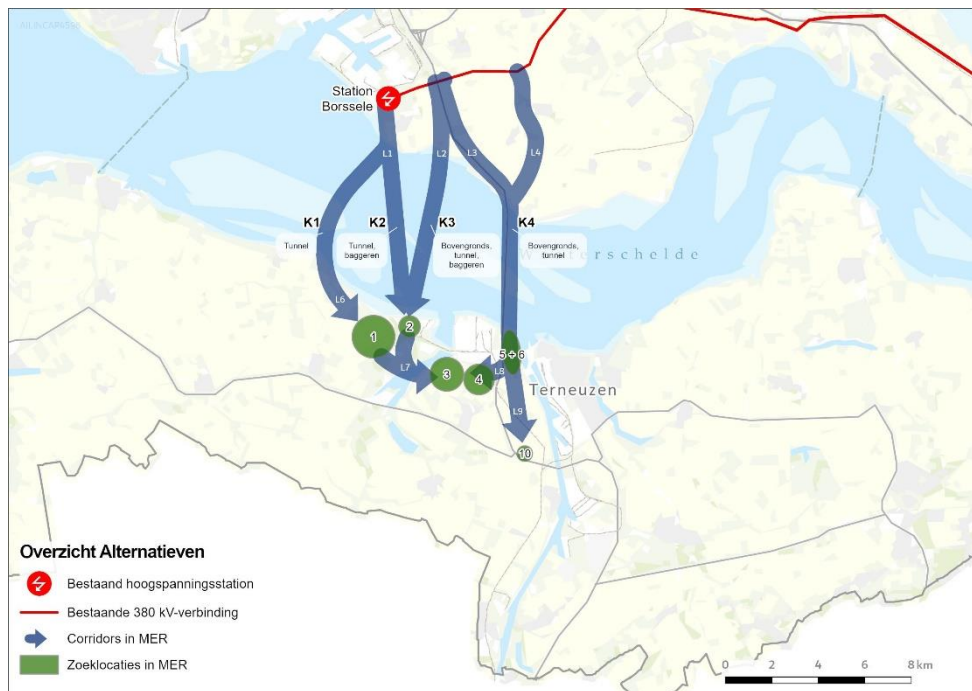 Station
Borssele
L1
L2
L3
L4
K1
K2
K3
K4
Tunnel
Tunnel,
baggeren
Bovengronds,
tunnel,
baggeren
Bovengronds,
tunnel
L6
1
2
L7
3
4
L8
5 + 6
Terneuzen
L9
10
Overzicht Alternatieven
Bestaand hoogspanningsstation
Bestaande 380 kV-verbinding
Corridors in MER
Zoeklocaties in MER
0 2 4 6 8 km